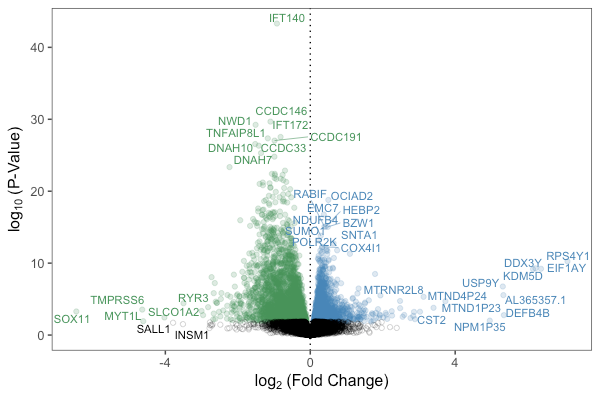 IFT140
CCDC146
NWD1
IFT172
TNFAIP8L1
CCDC191
DNAH10
CCDC33
DNAH7
RABIF
OCIAD2
EMC7
HEBP2
NDUFB4
BZW1
SUMO1
SNTA1
POLR2K
COX4I1
RPS4Y1
DDX3Y
EIF1AY
KDM5D
USP9Y
MTRNR2L8
MTND4P24
AL365357.1
MTND1P23
DEFB4B
CST2
NPM1P35
TMPRSS6
RYR3
SLCO1A2
MYT1L
SOX11
SALL1
INSM1
40
30
20
10
0
-4
0
4
log10 (P-Value)
log2 (Fold Change)